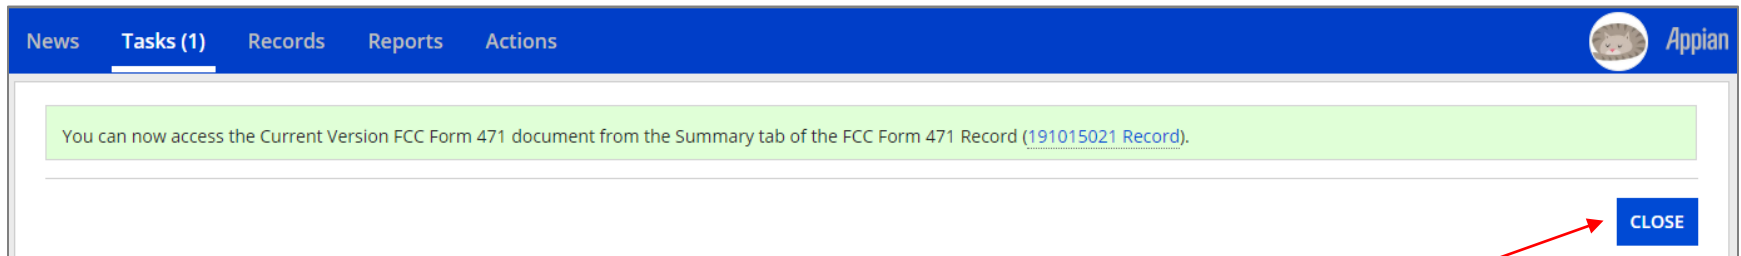 News Tasks (1) Records Reports Actions Appian
You can now access the Current Version FCC Form 471 document from the Summary tab of the FCC Form 471 Record (191015021 Record).
CLOSE